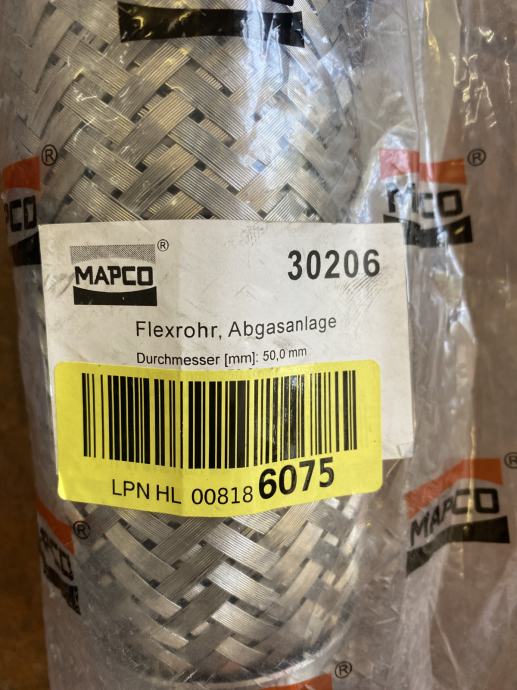 ®
®
MAPCO
MAPCO ®
30206
Flexrohr, Abgasanlage
Durchmesser [mm]: 50,0 mm
LPN HL 00818 6075
®
MAPCO
®
®